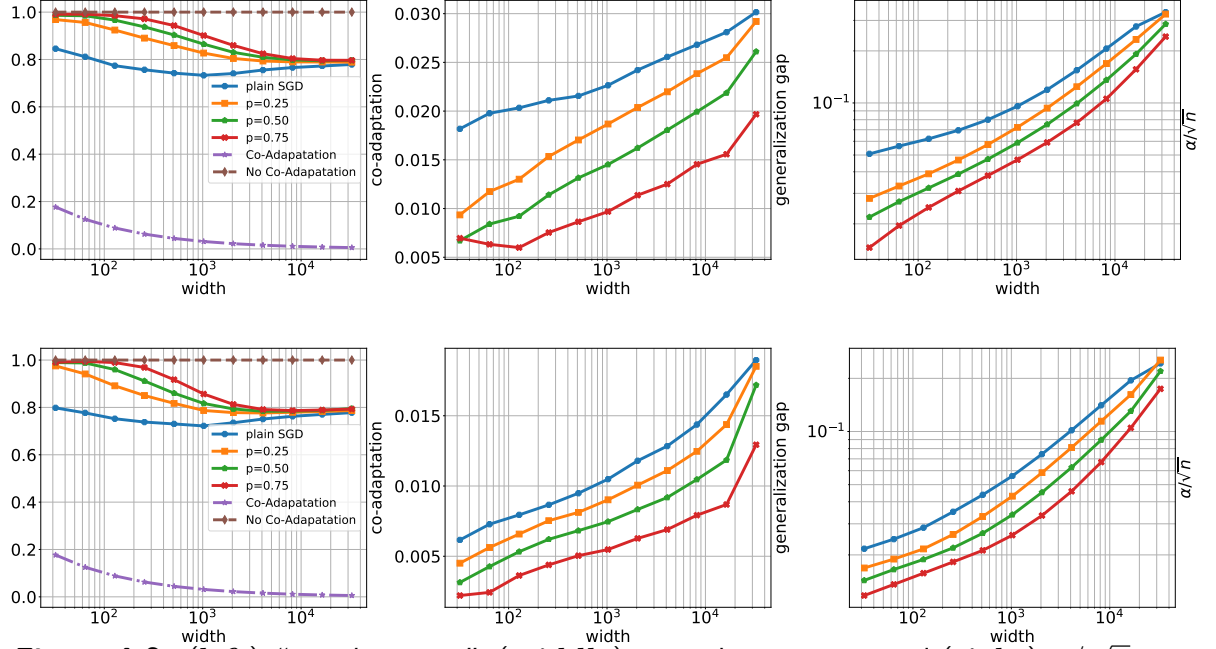 1.0
0.8
0.6
0.4
0.2
0.0
plain SGD
p=0.25
p=0.50
p=0.75
Co-Adapatation
No Co-Adapatation
10² 10³ 10⁴
width
co-adaptation
0.030
0.025
0.020
0.015
0.010
0.005
10² 10³ 10⁴
width
generalization gap
10⁻¹
10² 10³ 10⁴
width
α/√n
1.0
0.8
0.6
0.4
0.2
0.0
plain SGD
p=0.25
p=0.50
p=0.75
Co-Adapatation
No Co-Adapatation
10² 10³ 10⁴
width
co-adaptation
0.015
0.010
0.005
10² 10³ 10⁴
width
generalization gap
10⁻¹
10² 10³ 10⁴
width
α/√n